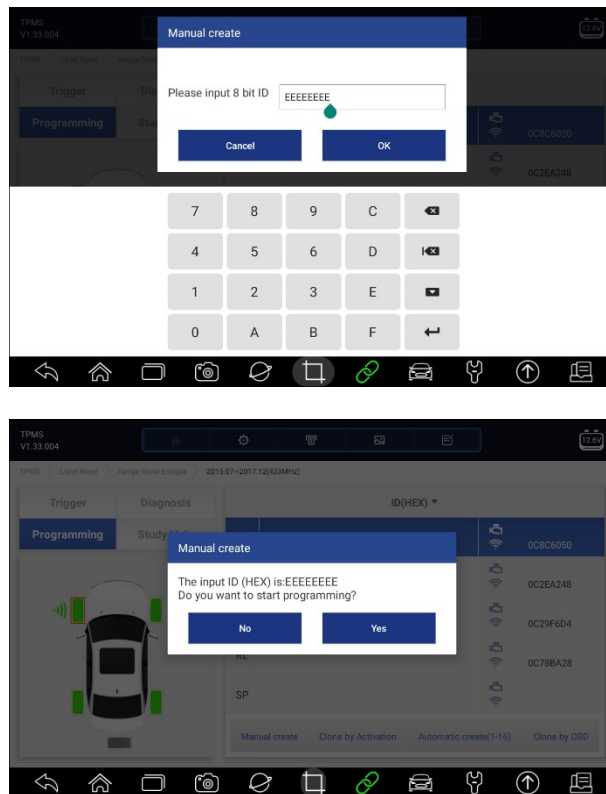 TPMS
V1.33.004
12.6V
TPMS Land Rover Range Rover
Manual create
Trigger
Programming
Please input 8 bit ID EEEEEEEE
Cancel OK
0C8C6050
0C2EA248
7 8 9 C
4 5 6 D
1 2 3 E
0 A B F
TPMS
V1.33.004
12.6V
TPMS Land Rover Range Rover Evoque 2015.07~2017.12(433MHz)
Trigger Diagnosis ID(HEX)
Programming Study
0C8C6050
Manual create
The input ID (HEX) is:EEEEEEEE
Do you want to start programming?
No Yes
0C2EA248
0C29F6D4
RL 0C78BA28
SP
Manual create Clone by Activation Automatic create(1-16) Clone by OBD